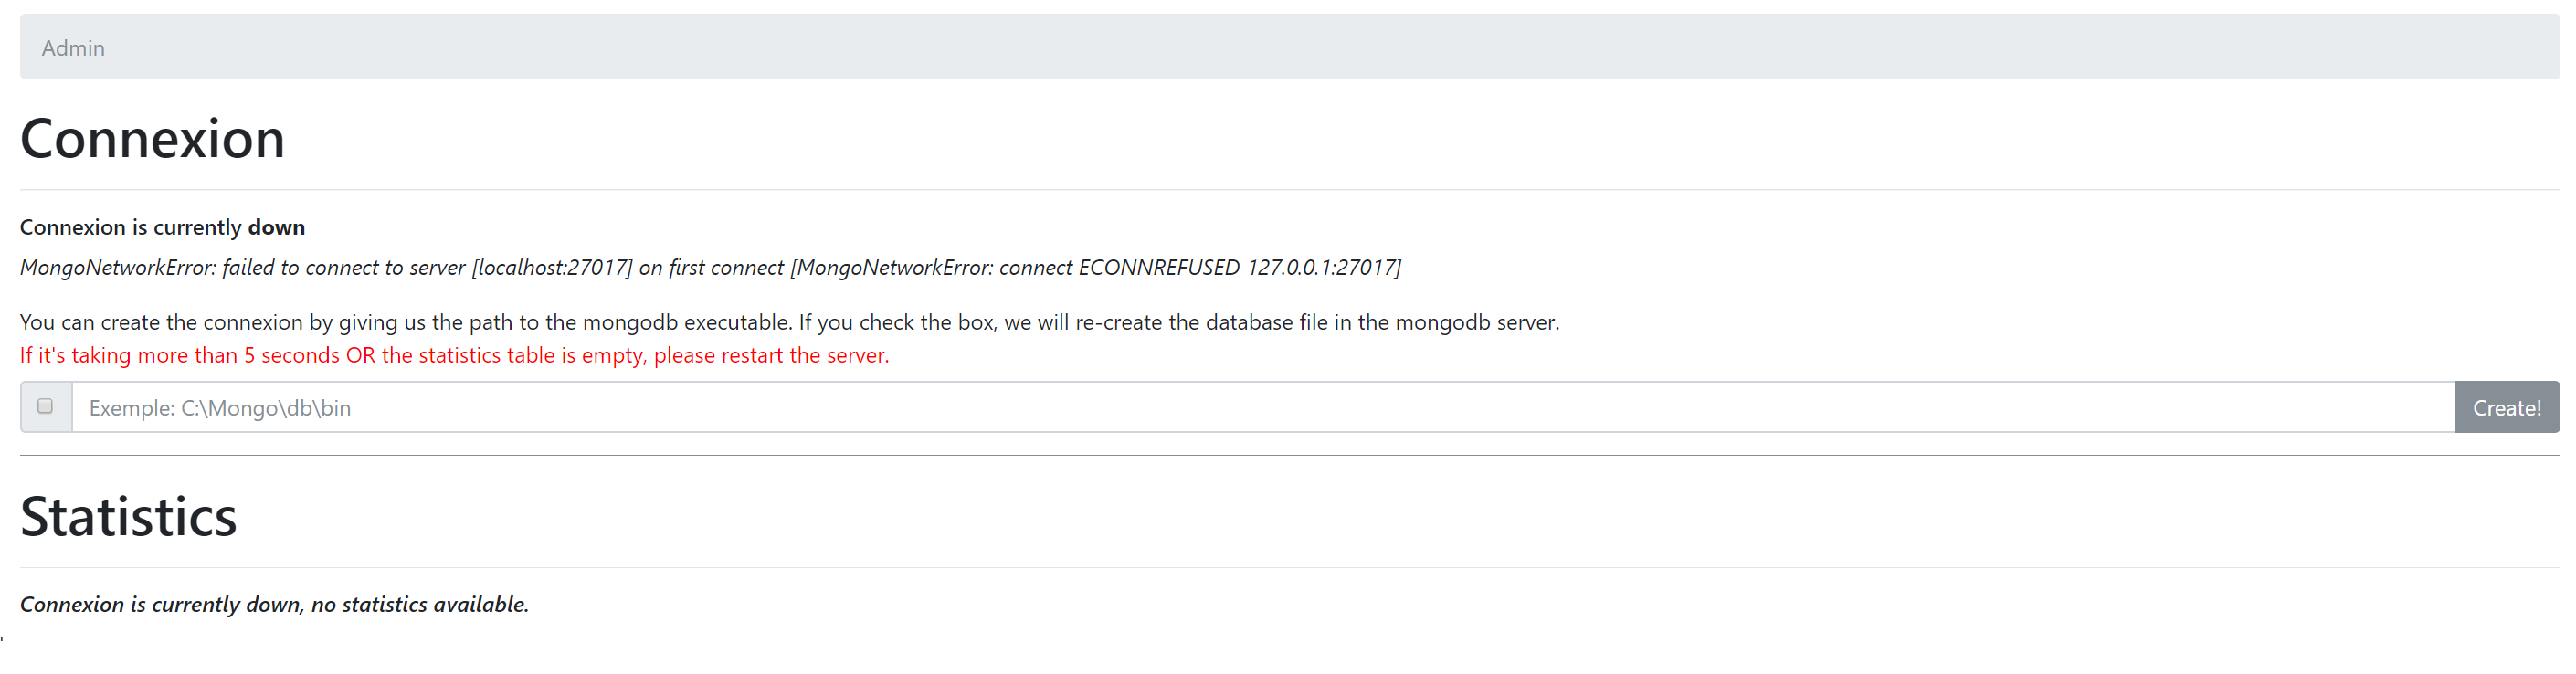 Admin
Connexion
Connexion is currently down
MongoNetworkError: failed to connect to server [localhost:27017] on first connect [MongoNetworkError: connect ECONNREFUSED 127.0.0.1:27017]
You can create the connexion by giving us the path to the mongodb executable. If you check the box, we will re-create the database file in the mongodb server.
If it's taking more than 5 seconds OR the statistics table is empty, please restart the server.
Exemple: C:\Mongo\db\bin
Create!
Statistics
Connexion is currently down, no statistics available.